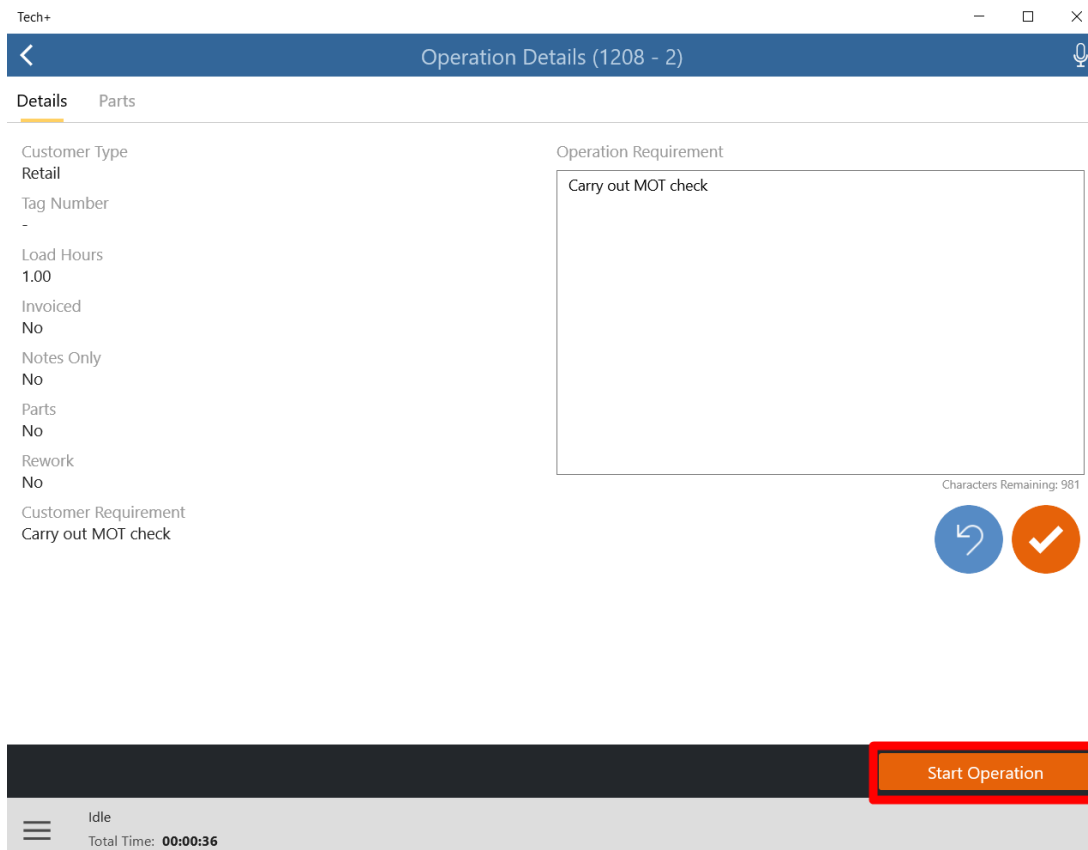 Tech+
Operation Details (1208 - 2)
Details Parts
Customer Type
Retail
Tag Number
-
Load Hours
1.00
Invoiced
No
Notes Only
No
Parts
No
Rework
No
Customer Requirement
Carry out MOT check
Operation Requirement
Carry out MOT check
Characters Remaining: 981
Start Operation
Idle
Total Time: 00:00:36